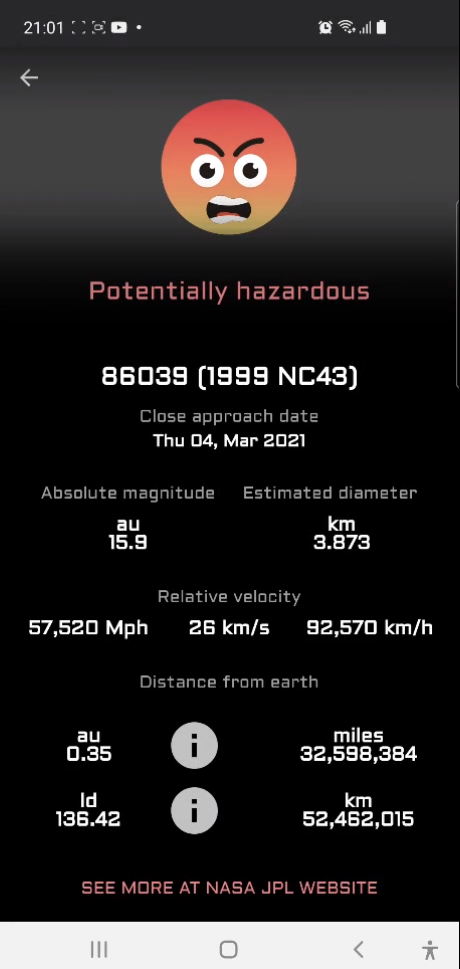 21:01
Potentially hazardous
86039 (1999 NC43)
Close approach date
Thu 04, Mar 2021
Absolute magnitude Estimated diameter
au km
15.9 3.873
Relative velocity
57,520 Mph 26 km/s 92,570 km/h
Distance from earth
au miles
0.35 i 32,598,384
ld km
136.42 i 52,462,015
SEE MORE AT NASA JPL WEBSITE